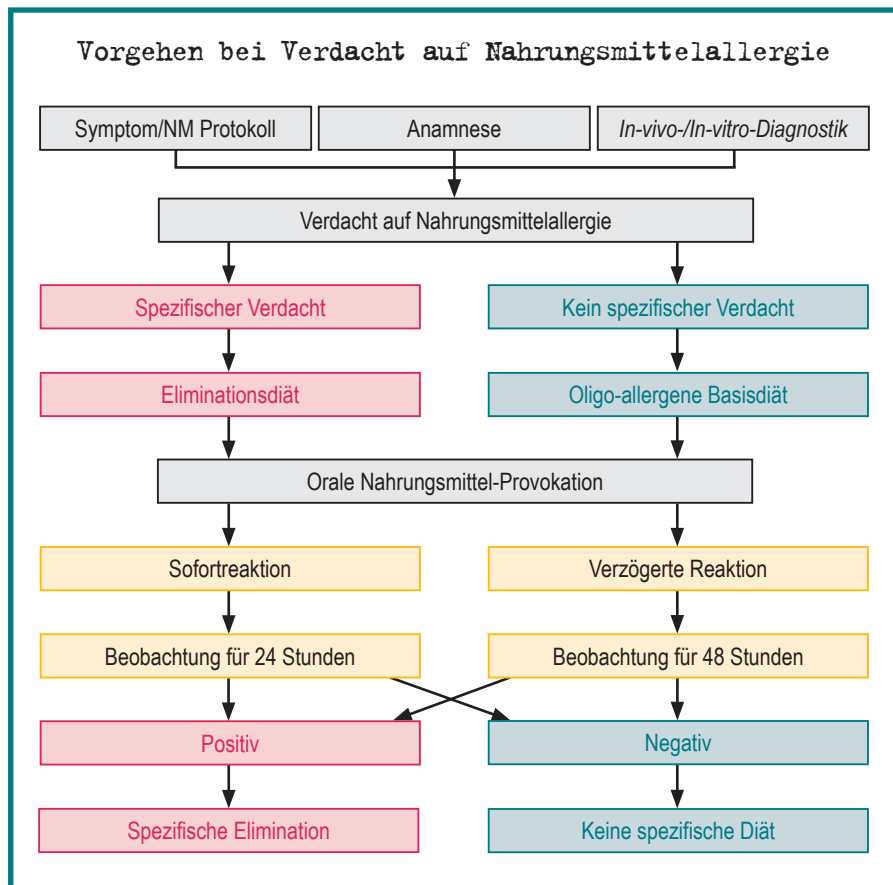 Vorgehen bei Verdacht auf Nahrungsmittelallergie
Symptom/NM Protokoll
Anamnese
In-vivo-/In-vitro-Diagnostik
Verdacht auf Nahrungsmittelallergie
Spezifischer Verdacht
Kein spezifischer Verdacht
Eliminationsdiät
Oligo-allergene Basisdiät
Orale Nahrungsmittel-Provokation
Sofortreaktion
Verzögerte Reaktion
Beobachtung für 24 Stunden
Beobachtung für 48 Stunden
Positiv
Negativ
Spezifische Elimination
Keine spezifische Diät